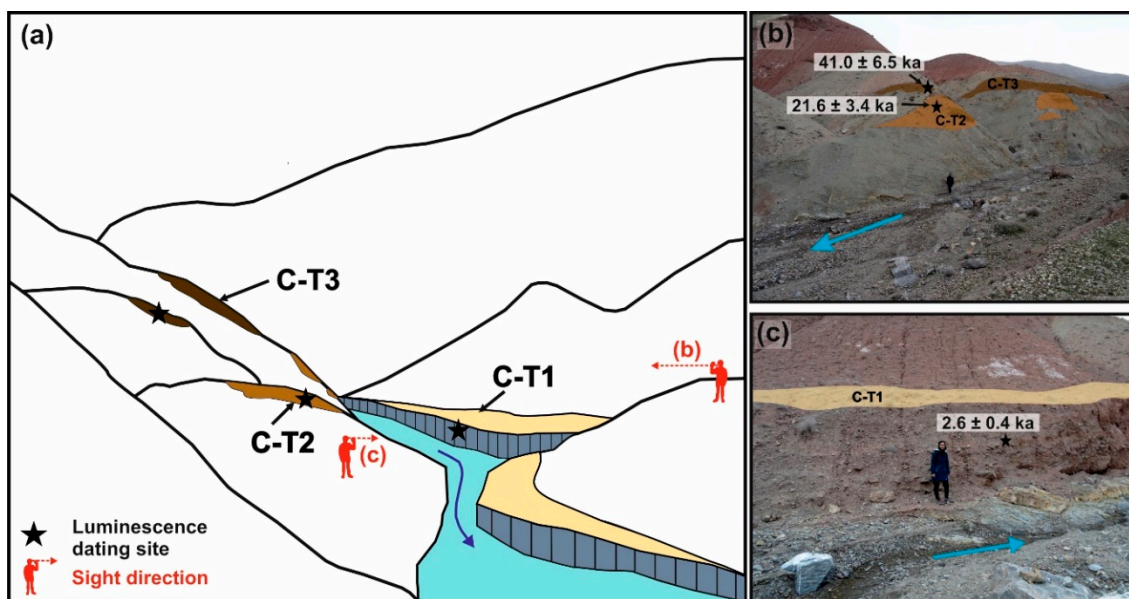 (a)
C-T3
C-T1
(b)
C-T2
(c)
Luminescence
dating site
Sight direction
(b)
41.0 ± 6.5 ka
C-T3
21.6 ± 3.4 ka
C-T2
(c)
C-T1
2.6 ± 0.4 ka